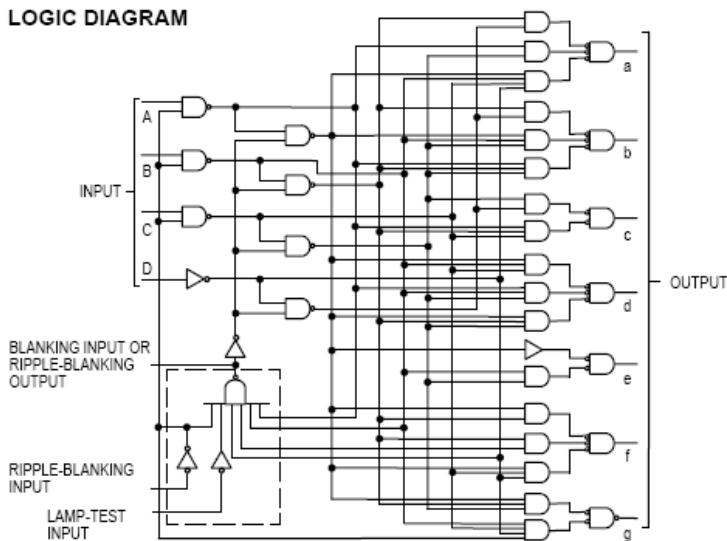 LOGIC DIAGRAM
a
A
b
B
INPUT
C
c
D
OUTPUT
d
BLANKING INPUT OR
RIPPLE-BLANKING
OUTPUT
e
f
RIPPLE-BLANKING
INPUT
LAMP-TEST
INPUT
g